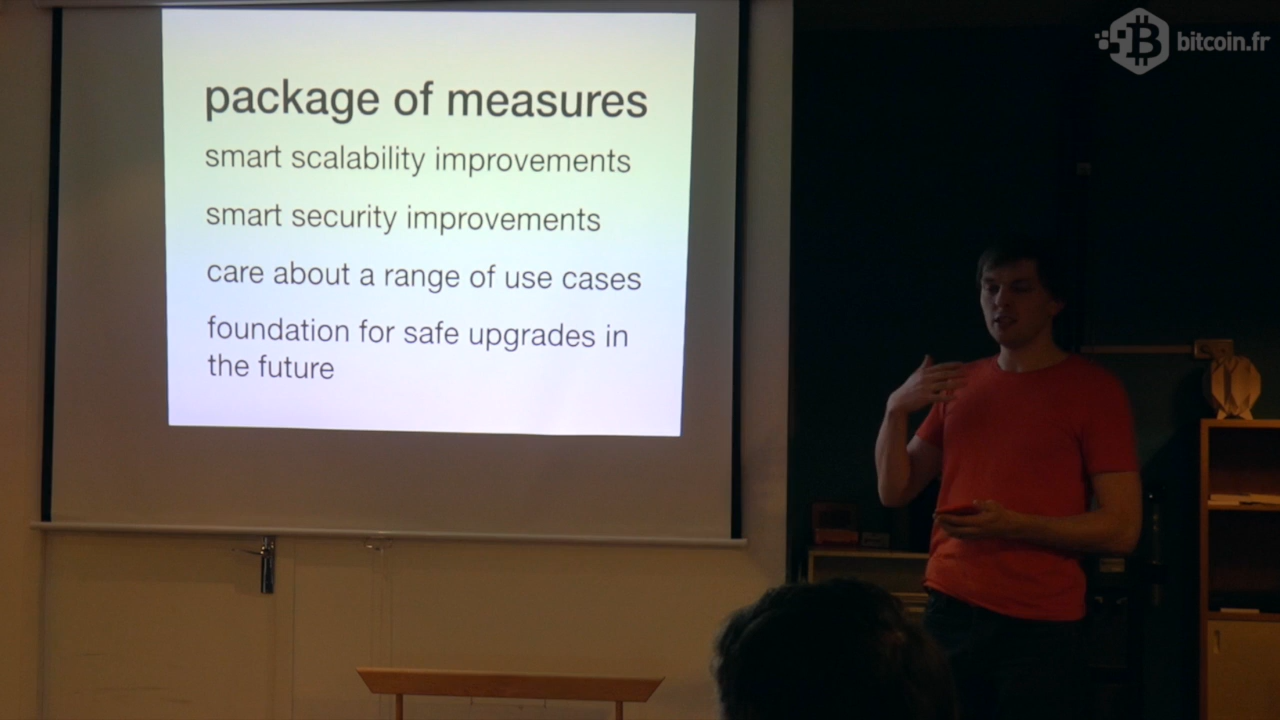 bitcoin.fr
package of measures
smart scalability improvements
smart security improvements
care about a range of use cases
foundation for safe upgrades in
the future